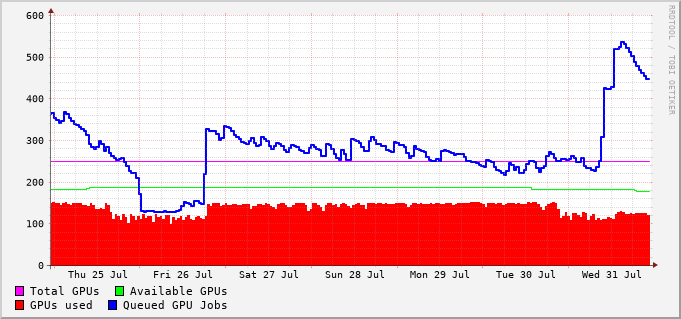 600
500
400
300
200
100
0
Thu 25 Jul Fri 26 Jul Sat 27 Jul Sun 28 Jul Mon 29 Jul Tue 30 Jul Wed 31 Jul
Total GPUs Available GPUs
GPUs used Queued GPU Jobs
RRDTOOL / TOBI OETIKER